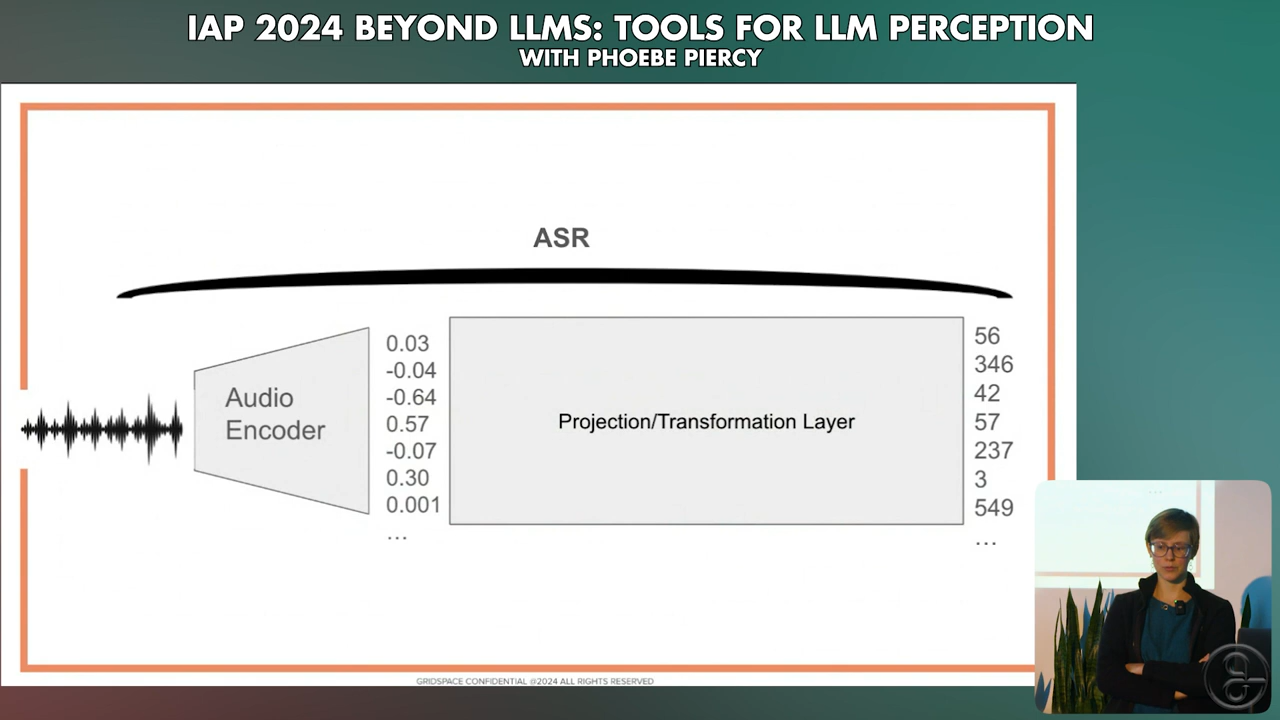 IAP 2024 BEYOND LLMS: TOOLS FOR LLM PERCEPTION
WITH PHOEBE PIERCY
ASR
Audio
Encoder
0.03
-0.04
-0.64
0.57
-0.07
0.30
0.001
...
Projection/Transformation Layer
56
346
42
57
237
3
549
...
GRIDSPACE CONFIDENTIAL @2024 ALL RIGHTS RESERVED